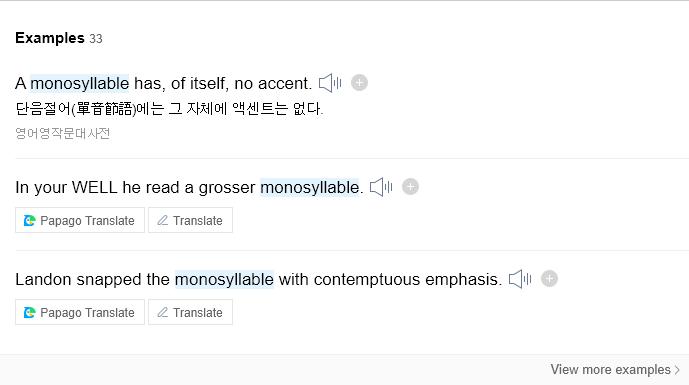 Examples 33
A monosyllable has, of itself, no accent.
단음절어(單音節語)에는 그 자체에 액센트는 없다.
영어영작문대사전
In your WELL he read a grosser monosyllable.
Papago Translate Translate
Landon snapped the monosyllable with contemptuous emphasis.
Papago Translate Translate
View more examples